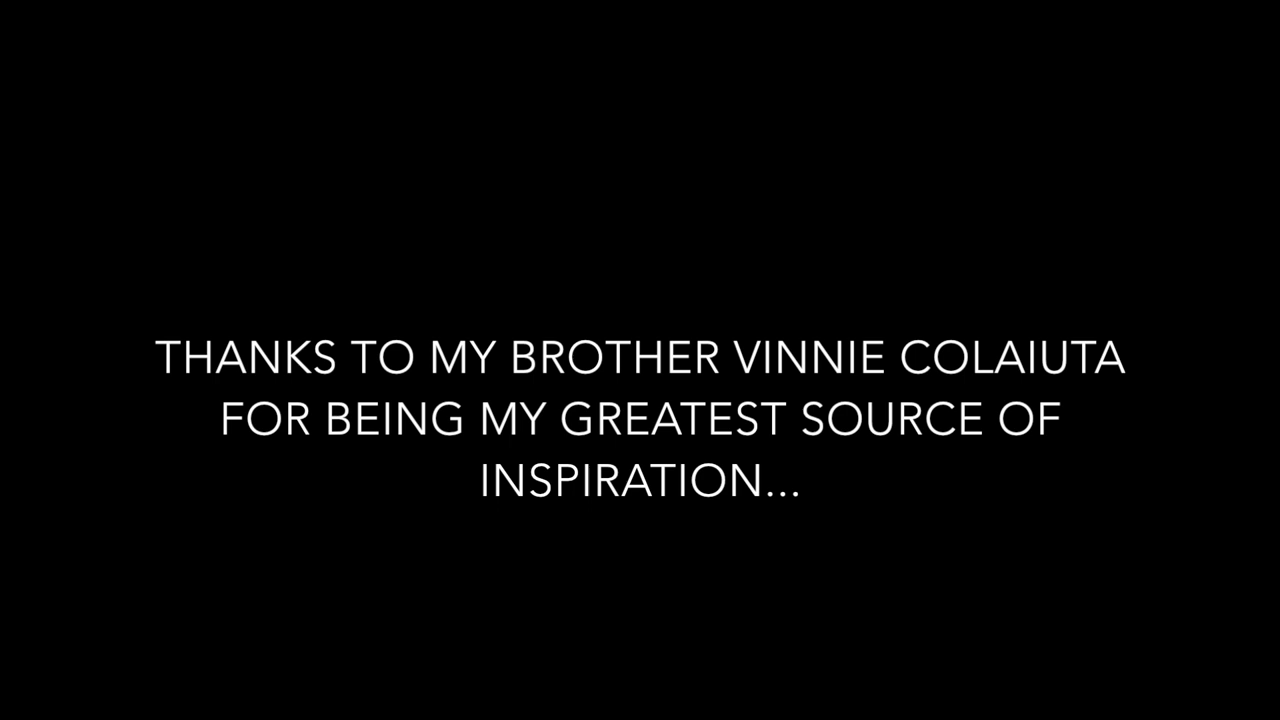 THANKS TO MY BROTHER VINNIE COLAIUTA
FOR BEING MY GREATEST SOURCE OF
INSPIRATION...